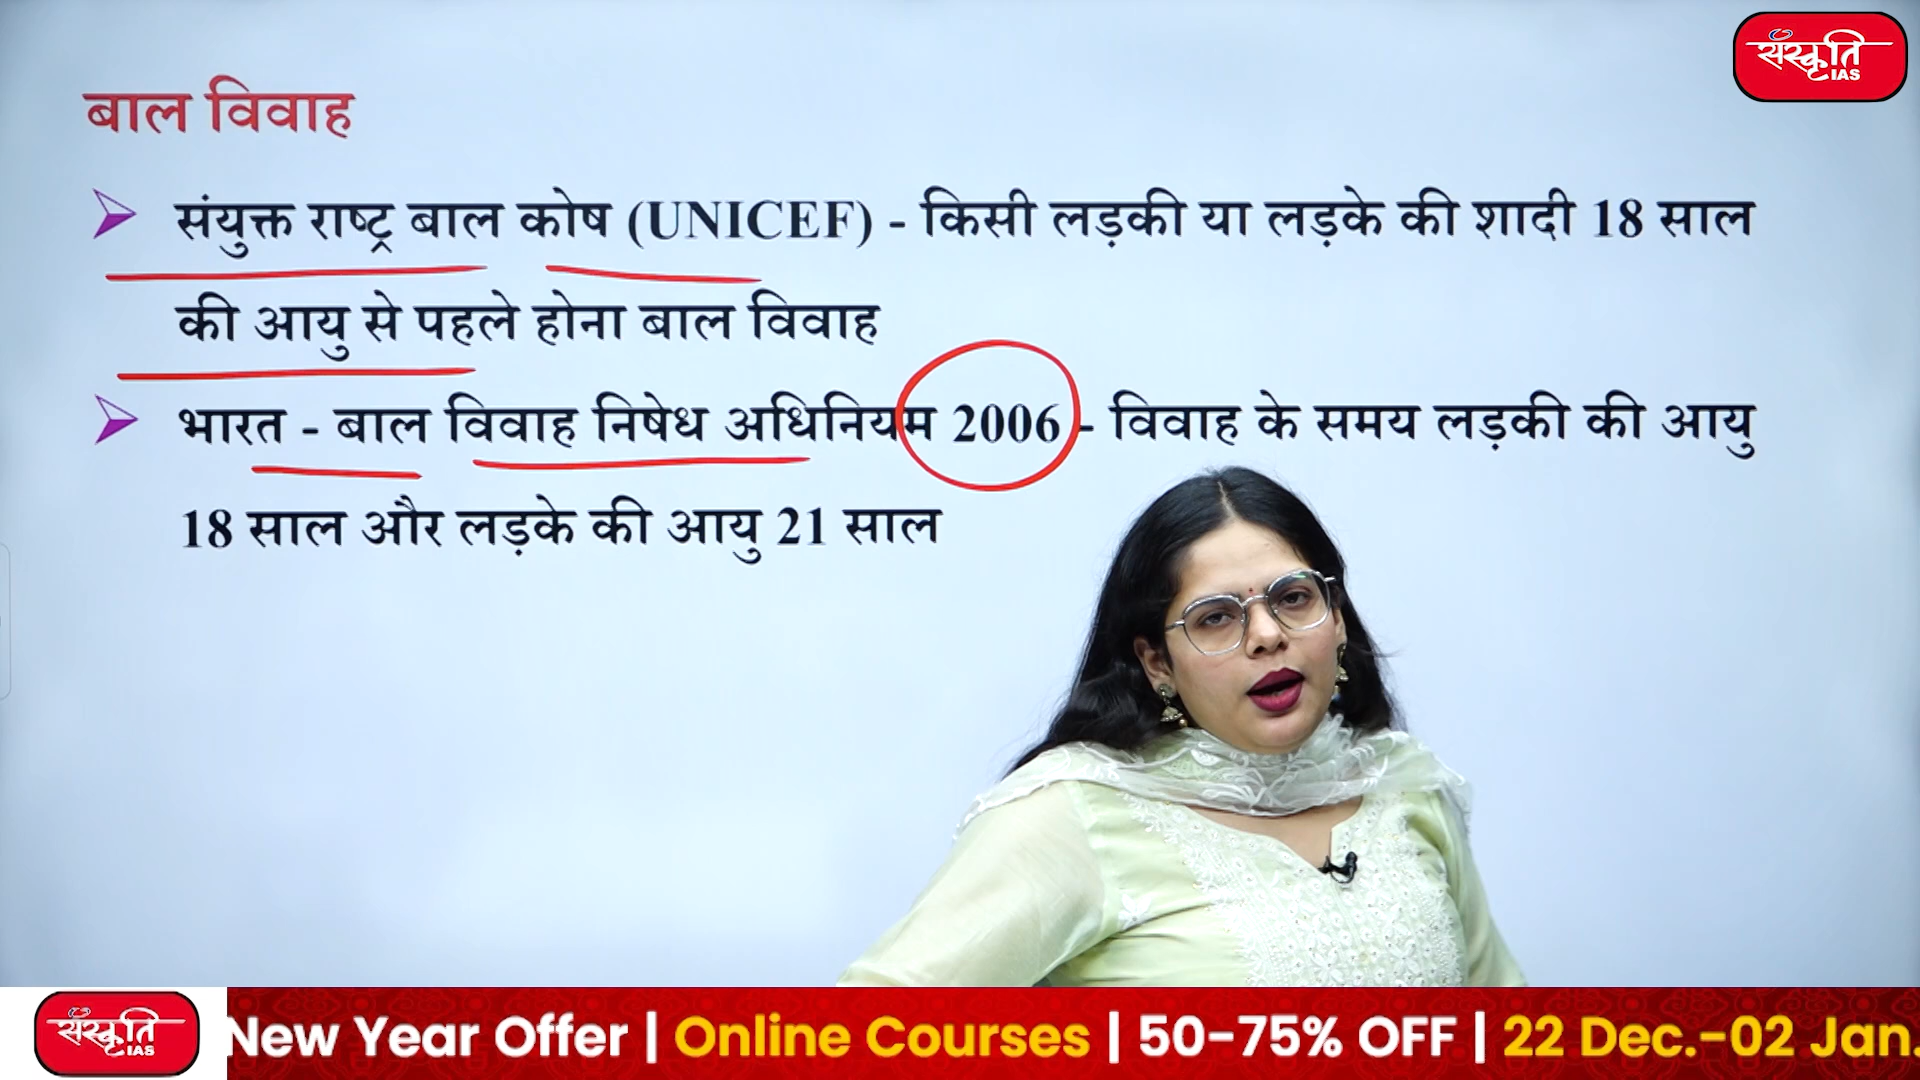 संस्कृति
IAS
बाल विवाह
संयुक्त राष्ट्र बाल कोष (UNICEF) - किसी लड़की या लड़के की शादी 18 साल
की आयु से पहले होना बाल विवाह
भारत - बाल विवाह निषेध अधिनियम 2006 - विवाह के समय लड़की की आयु
18 साल और लड़के की आयु 21 साल
संस्कृति
IAS
New Year Offer | Online Courses | 50-75% OFF | 22 Dec.-02 Jan.